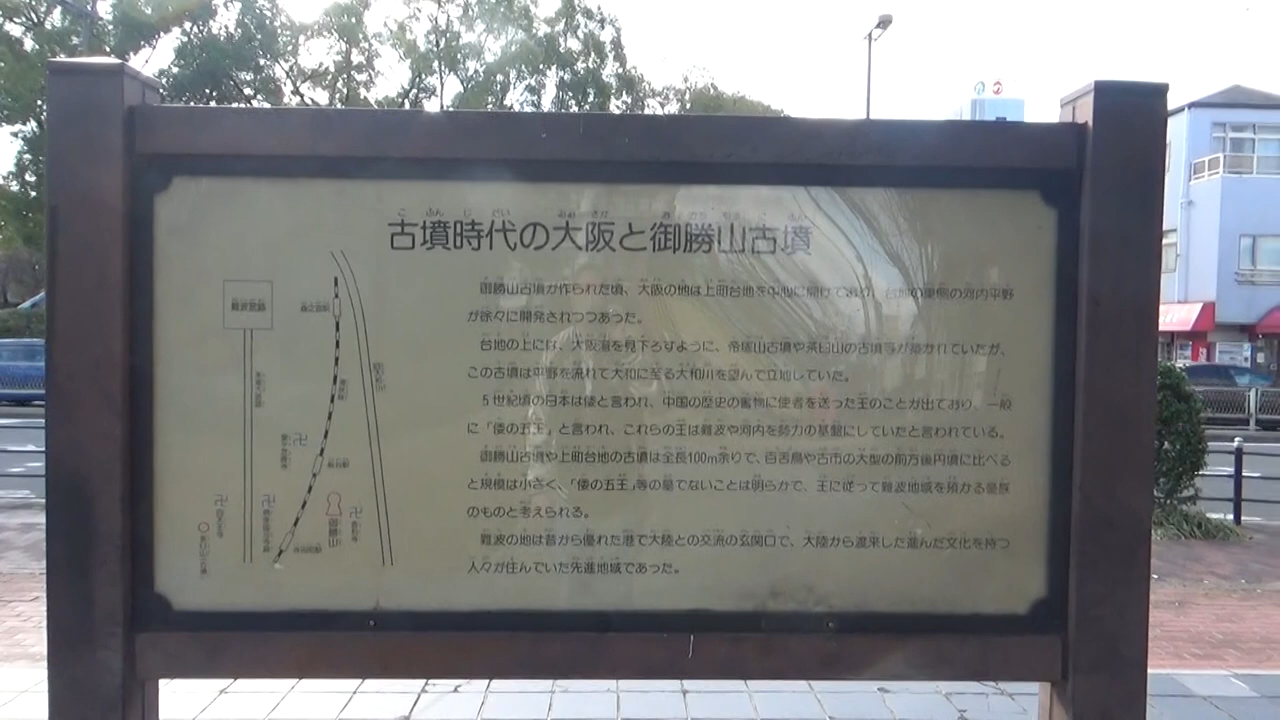 古墳時代の大阪と御勝山古墳
御勝山古墳が作られた頃、大阪の地は上町台地を中心に開けており、台地の東側の河内平野
が徐々に開発されつつあった。
台地の上には、大阪湾を見下ろすように、帝塚山古墳や茶臼山の古墳等が築かれていたが、
この古墳は平野を流れて大和に至る大和川を望んで立地していた。
5世紀頃の日本は倭と言われ、中国の歴史の書物に使者を送った王のことが出ており、一般
に「倭の五王」と言われ、これらの王は難波や河内を勢力の基盤にしていたと言われている。
御勝山古墳や上町台地の古墳は全長100m余りで、百舌鳥や古市の大型の前方後円墳に比べる
と規模は小さく、「倭の五王」等の墓でないことは明らかで、王に従って難波地域を預かる豪族
のものと考えられる。
難波の地は昔から優れた港で大陸との交流の玄関口で、大陸から渡来した進んだ文化を持つ
人々が住んでいた先進地域であった。
難波宮跡
森之宮駅
御勝山